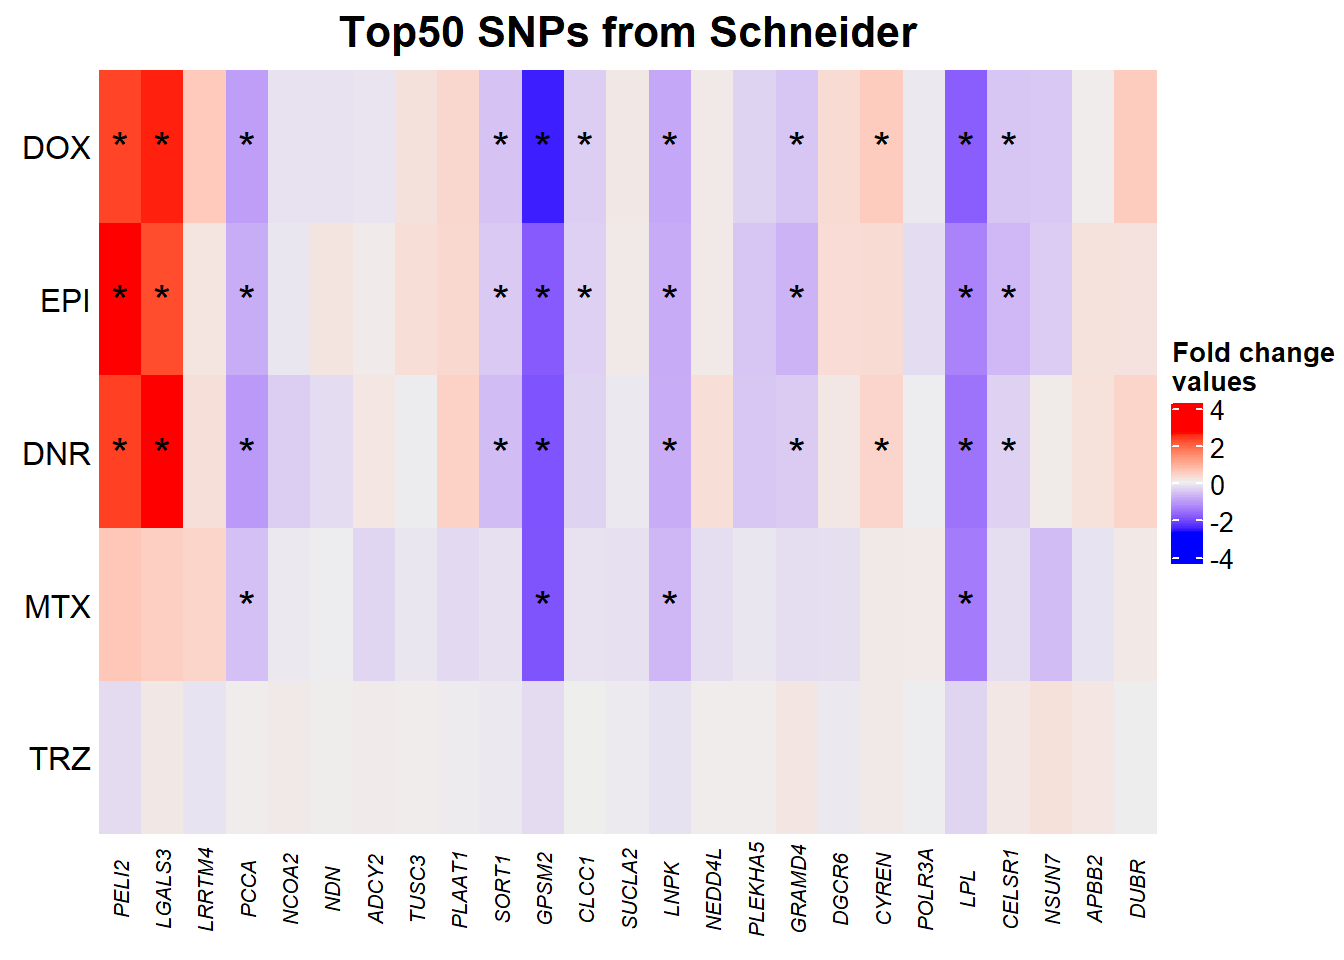 Top50 SNPs from Schneider
DOX * * * * * * * * * * *
EPI * * * * * * * * * *
DNR * * * * * * * * * *
MTX * * * *
TRZ
PELI2 LGALS3 LRRTM4 PCCA NCOA2 NDN ADCY2 TUSC3 PLAAT1 SORT1 GPSM2 CLCC1 SUCLA2 LNPK NEDD4L PLEKHA5 GRAMD4 DGCR6 CYREN POLR3A LPL CELSR1 NSUN7 APBB2 DUBR
Fold change
values
4
2
0
-2
-4